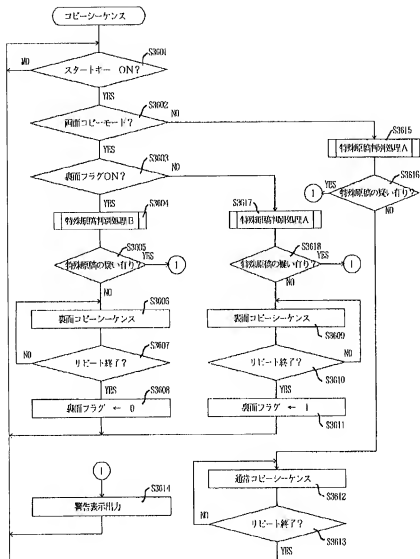 コピーシーケンス
S3601
スタートキー ON?
NO
YES
S3602
両面コピーモード?
NO
YES
S3615
特殊原稿判別処理A
S3603
裏面フラグON?
NO
YES
S3616
特殊原稿の疑い有り?
YES
1
NO
S3604
特殊原稿判別処理B
S3617
特殊原稿判別処理A
S3605
特殊原稿の疑い有り?
YES
1
NO
S3618
特殊原稿の疑い有り?
YES
1
NO
S3606
裏面コピーシーケンス
S3609
裏面コピーシーケンス
S3607
リピート終了?
NO
YES
S3610
リピート終了?
NO
YES
S3608
裏面フラグ ← 0
S3611
裏面フラグ ← 1
1
S3614
警告表示出力
S3612
通常コピーシーケンス
S3613
リピート終了?
NO
YES